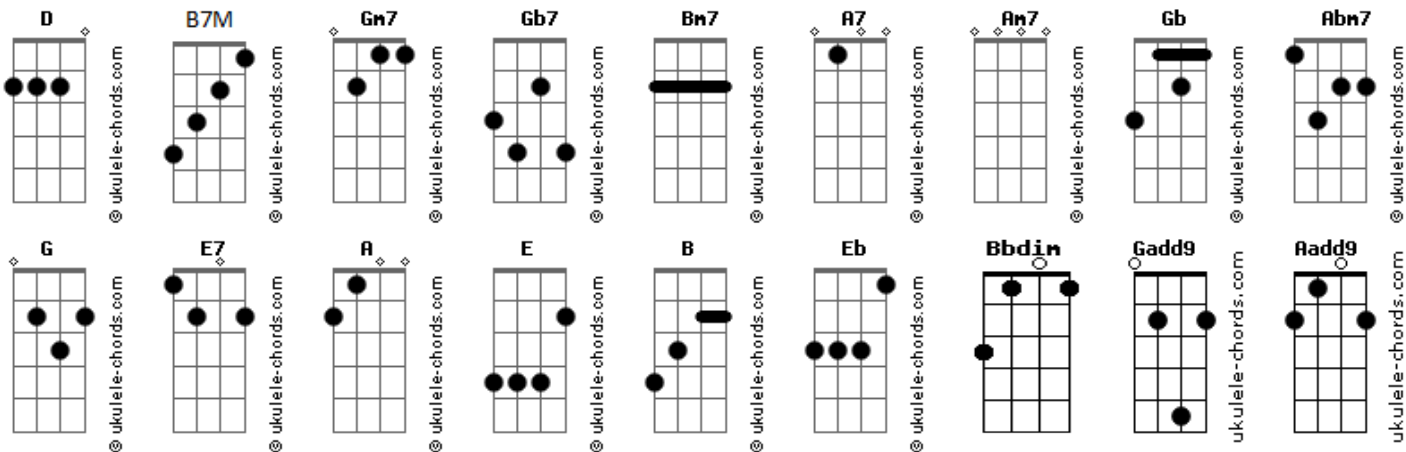 D B7M Gm7 Gb7 Bm7 A7 Am7 Gb Abm7
© ukulele-chords.com © ukulele-chords.com © ukulele-chords.com © ukulele-chords.com © ukulele-chords.com © ukulele-chords.com © ukulele-chords.com © ukulele-chords.com © ukulele-chords.com
G E7 A E B Eb Bbdim Gadd9 Aadd9
© ukulele-chords.com © ukulele-chords.com © ukulele-chords.com © ukulele-chords.com © ukulele-chords.com © ukulele-chords.com ukulele-chords.com ukulele-chords.com